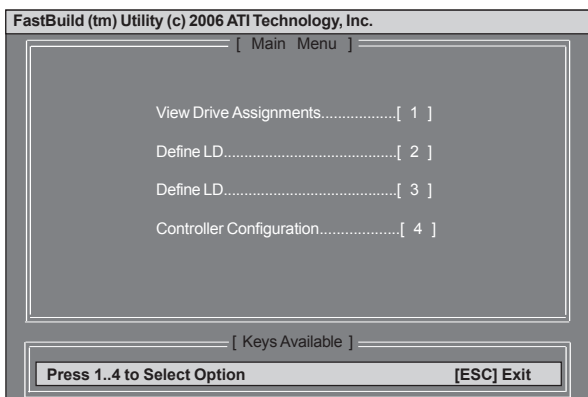 FastBuild (tm) Utility (c) 2006 ATI Technology, Inc.
[ Main Menu ]
View Drive Assignments..................[ 1 ]
Define LD.........................................[ 2 ]
Define LD.........................................[ 3 ]
Controller Configuration...................[ 4 ]
[ Keys Available ]
Press 1..4 to Select Option [ESC] Exit